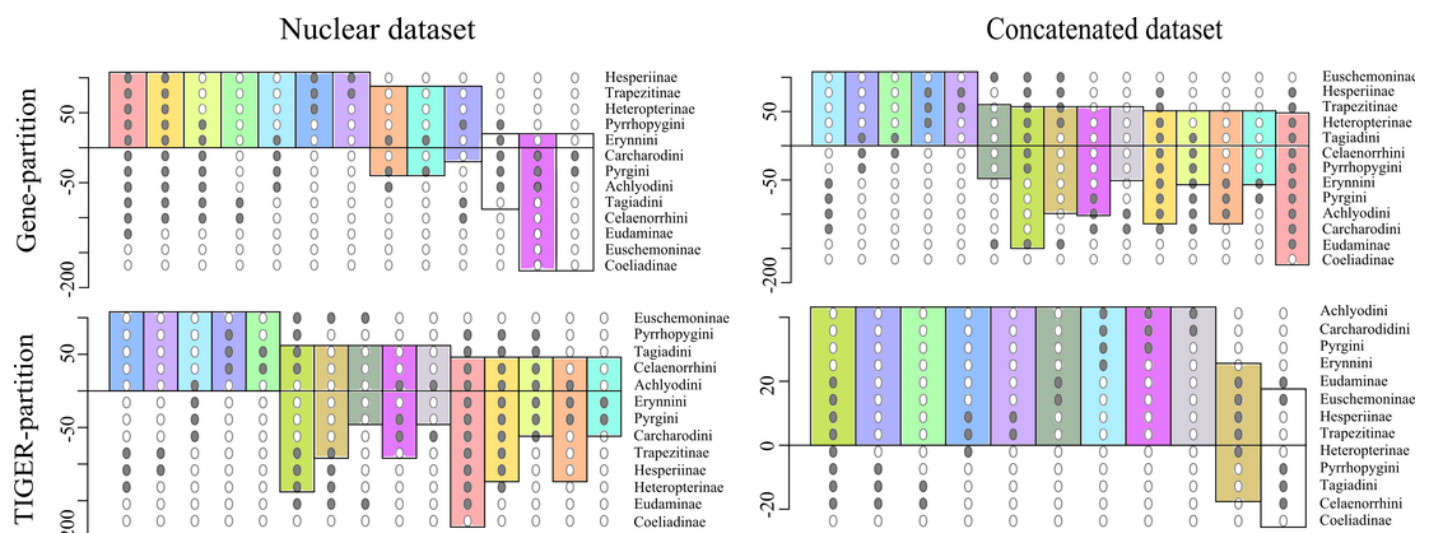 Nuclear dataset
Concatenated dataset
Gene-partition
50
-50
-200
Hesperiinae
Trapezitinae
Heteropterinae
Pyrrhopygini
Erynnini
Carcharodini
Pyrgini
Achlyodini
Tagiadini
Celaenorrhini
Eudaminae
Euschemoninae
Coeliadinae
50
-50
-200
Euschemoninae
Hesperiinae
Trapezitinae
Heteropterinae
Tagiadini
Celaenorrhini
Pyrrhopygini
Erynnini
Pyrgini
Achlyodini
Carcharodini
Eudaminae
Coeliadinae
TIGER-partition
50
-50
200
Euschemoninae
Pyrrhopygini
Tagiadini
Celaenorrhini
Achlyodini
Erynnini
Pyrgini
Carcharodini
Trapezitinae
Hesperiinae
Heteropterinae
Eudaminae
Coeliadinae
20
0
-20
Achlyodini
Carcharodidini
Pyrgini
Erynnini
Eudaminae
Euschemoninae
Hesperiinae
Trapezitinae
Heteropterinae
Pyrrhopygini
Tagiadini
Celaenorrhini
Coeliadinae